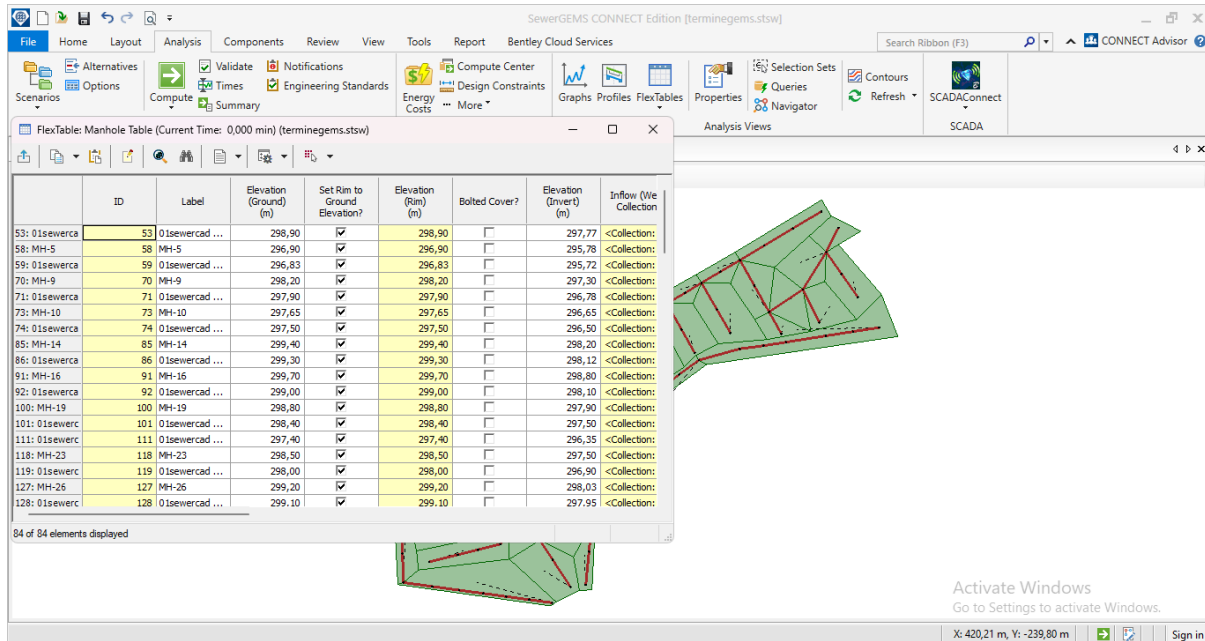 SewerGEMS CONNECT Edition [terminegems.stsw]
File Home Layout Analysis Components Review View Tools Report Bentley Cloud Services Search Ribbon (F3) CONNECT Advisor
Scenarios
Alternatives
Options
Compute
Validate
Times
Summary
Notifications
Engineering Standards
Energy Costs
Compute Center
Design Constraints
More
Graphs
Profiles
FlexTables
Properties
Selection Sets
Queries
Navigator
Contours
Refresh
SCADAConnect
Analysis Views
SCADA
FlexTable: Manhole Table (Current Time: 0,000 min) (terminegems.stsw)
ID Label Elevation (Ground) (m) Set Rim to Ground Elevation? Elevation (Rim) (m) Bolted Cover? Elevation (Invert) (m) Inflow (We Collection
53: 01sewerca 53 01sewercad ... 298,90 298,90 297,77 <Collection:
58: MH-5 58 MH-5 296,90 296,90 295,78 <Collection:
59: 01sewerca 59 01sewercad ... 296,83 296,83 295,72 <Collection:
70: MH-9 70 MH-9 298,20 298,20 297,30 <Collection:
71: 01sewerca 71 01sewercad ... 297,90 297,90 296,78 <Collection:
73: MH-10 73 MH-10 297,65 297,65 296,65 <Collection:
74: 01sewerca 74 01sewercad ... 297,50 297,50 296,50 <Collection:
85: MH-14 85 MH-14 299,40 299,40 298,20 <Collection:
86: 01sewerca 86 01sewercad ... 299,30 299,30 298,12 <Collection:
91: MH-16 91 MH-16 299,70 299,70 298,80 <Collection:
92: 01sewerca 92 01sewercad ... 299,00 299,00 298,10 <Collection:
100: MH-19 100 MH-19 298,80 298,80 297,90 <Collection:
101: 01sewerc 101 01sewercad ... 298,40 298,40 297,50 <Collection:
111: 01sewerc 111 01sewercad ... 297,40 297,40 296,35 <Collection:
118: MH-23 118 MH-23 298,50 298,50 297,50 <Collection:
119: 01sewerc 119 01sewercad ... 298,00 298,00 296,90 <Collection:
127: MH-26 127 MH-26 299,20 299,20 298,03 <Collection:
128: 01sewerc 128 01sewercad ... 299.10 299.10 297.95 <Collection:
84 of 84 elements displayed
Activate Windows
Go to Settings to activate Windows.
X: 420,21 m, Y: -239,80 m Sign in